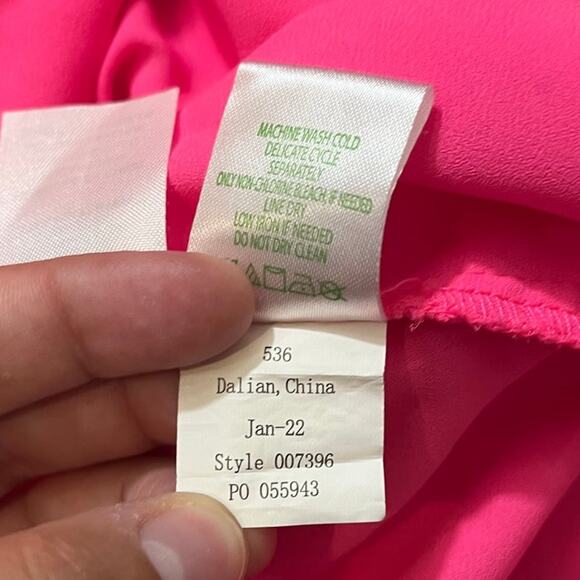 MACHINE WASH COLD
DELICATE CYCLE
SEPARATELY
ONLY NON-CHLORINE BLEACH, IF NEEDED
LINE DRY
LOW IRON IF NEEDED
DO NOT DRY CLEAN
536
Dalian, China
Jan-22
Style 007396
PO 055943